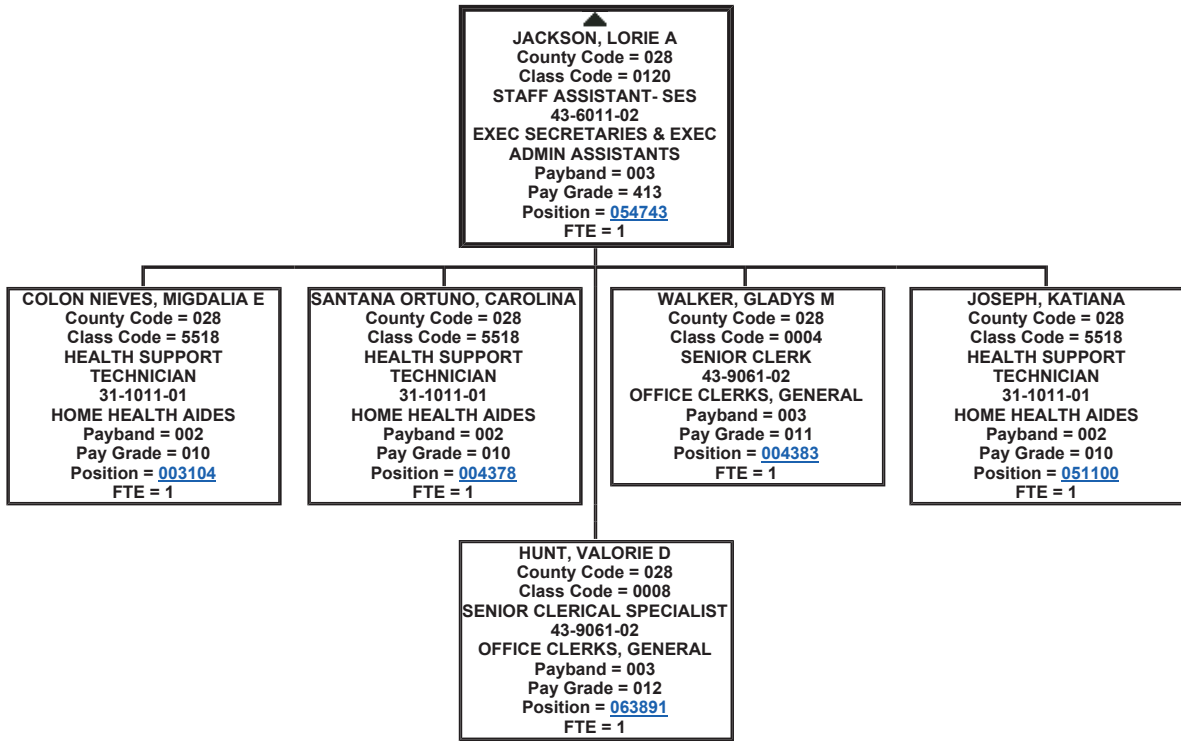 JACKSON, LORIE A
County Code = 028
Class Code = 0120
STAFF ASSISTANT- SES
43-6011-02
EXEC SECRETARIES & EXEC
ADMIN ASSISTANTS
Payband = 003
Pay Grade = 413
Position = 054743
FTE = 1
COLON NIEVES, MIGDALIA E
County Code = 028
Class Code = 5518
HEALTH SUPPORT
TECHNICIAN
31-1011-01
HOME HEALTH AIDES
Payband = 002
Pay Grade = 010
Position = 003104
FTE = 1
SANTANA ORTUNO, CAROLINA
County Code = 028
Class Code = 5518
HEALTH SUPPORT
TECHNICIAN
31-1011-01
HOME HEALTH AIDES
Payband = 002
Pay Grade = 010
Position = 004378
FTE = 1
WALKER, GLADYS M
County Code = 028
Class Code = 0004
SENIOR CLERK
43-9061-02
OFFICE CLERKS, GENERAL
Payband = 003
Pay Grade = 011
Position = 004383
FTE = 1
JOSEPH, KATIANA
County Code = 028
Class Code = 5518
HEALTH SUPPORT
TECHNICIAN
31-1011-01
HOME HEALTH AIDES
Payband = 002
Pay Grade = 010
Position = 051100
FTE = 1
HUNT, VALORIE D
County Code = 028
Class Code = 0008
SENIOR CLERICAL SPECIALIST
43-9061-02
OFFICE CLERKS, GENERAL
Payband = 003
Pay Grade = 012
Position = 063891
FTE = 1